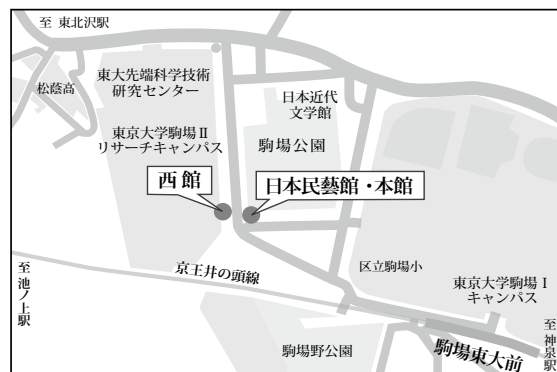 至 東北沢駅
松蔭高
東大先端科学技術
研究センター
日本近代
文学館
東京大学駒場Ⅱ
リサーチキャンパス
駒場公園
西館
日本民藝館・本館
至 池ノ上駅
京王井の頭線
区立駒場小
東京大学駒場Ⅰ
キャンパス
駒場野公園
駒場東大前
至 神泉駅